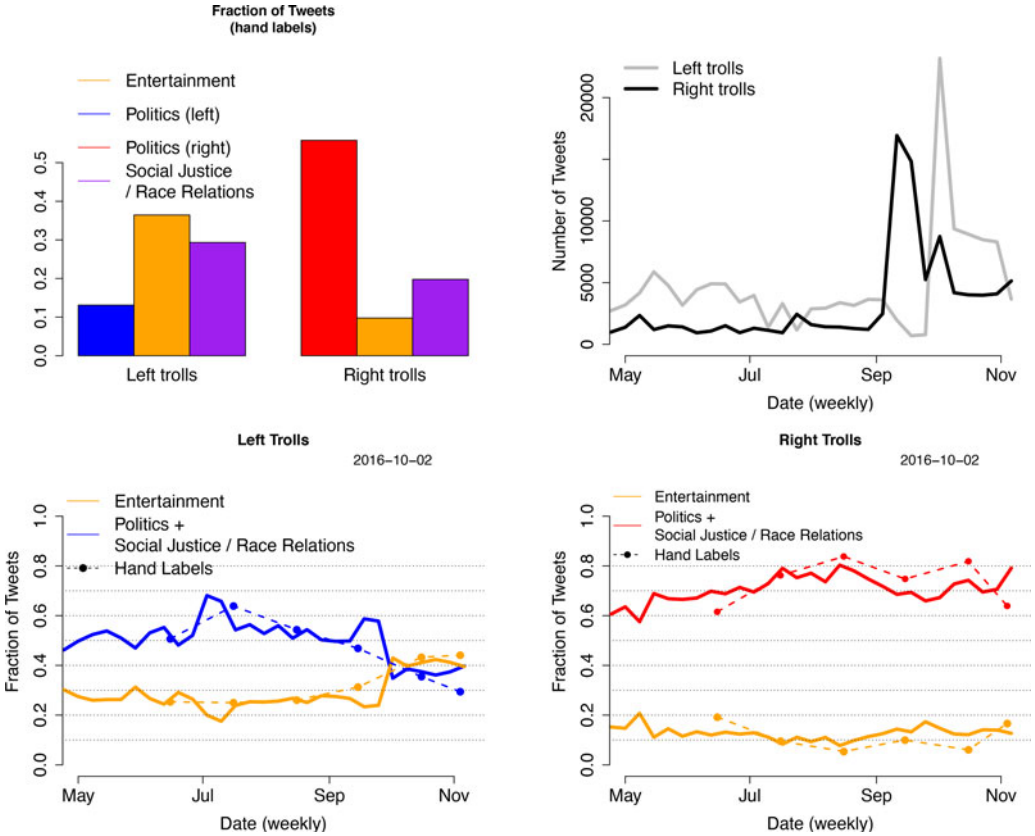 Fraction of Tweets
(hand labels)
Entertainment
Politics (left)
Politics (right)
Social Justice
/ Race Relations
0.5
0.4
0.3
0.2
0.1
0.0
Left trolls
Right trolls
Left trolls
Right trolls
Number of Tweets
20000
10000
5000
0
May
Jul
Sep
Nov
Date (weekly)
Left Trolls
2016−10−02
Entertainment
Politics +
Social Justice / Race Relations
Hand Labels
Fraction of Tweets
1.0
0.8
0.6
0.4
0.2
0.0
May
Jul
Sep
Nov
Date (weekly)
Right Trolls
2016−10−02
Entertainment
Politics +
Social Justice / Race Relations
Hand Labels
Fraction of Tweets
1.0
0.8
0.6
0.4
0.2
0.0
May
Jul
Sep
Nov
Date (weekly)